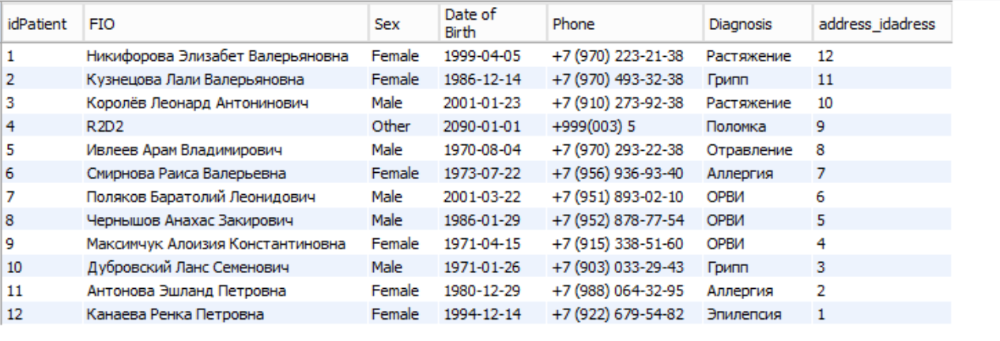 idPatient FIO Sex Date of Birth Phone Diagnosis address_idadress
1 Никифорова Элизабет Валерьяновна Female 1999-04-05 +7 (970) 223-21-38 Растяжение 12
2 Кузнецова Лали Валерьяновна Female 1986-12-14 +7 (970) 493-32-38 Грипп 11
3 Королёв Леонард Антонинович Male 2001-01-23 +7 (910) 273-92-38 Растяжение 10
4 R2D2 Other 2090-01-01 +999(003) 5 Поломка 9
5 Ивлеев Арам Владимирович Male 1970-08-04 +7 (970) 293-22-38 Отравление 8
6 Смирнова Раиса Валерьевна Female 1973-07-22 +7 (956) 936-93-40 Аллергия 7
7 Поляков Баратолий Леонидович Male 2001-03-22 +7 (951) 893-02-10 ОРВИ 6
8 Чернышов Анахас Закирович Male 1986-01-29 +7 (952) 878-77-54 ОРВИ 5
9 Максимчук Алоизия Константиновна Female 1971-04-15 +7 (915) 338-51-60 ОРВИ 4
10 Дубровский Ланс Семенович Male 1971-01-26 +7 (903) 033-29-43 Грипп 3
11 Антонова Эшланд Петровна Female 1980-12-29 +7 (988) 064-32-95 Аллергия 2
12 Канаева Ренка Петровна Female 1994-12-14 +7 (922) 679-54-82 Эпилепсия 1